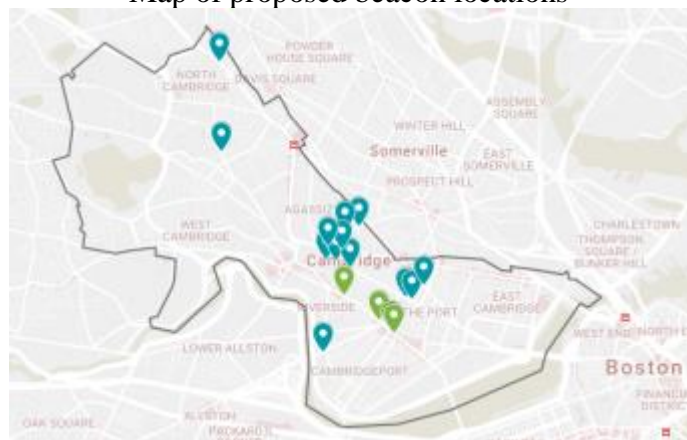 Map of proposed beacon locations
POWDER
HOUSE SQUARE
NORTH
CAMBRIDGE
DAVIS SQUARE
ASSEMBLY
SQUARE
WINTER HILL
Somerville
EAST
SOMERVILLE
PROSPECT HILL
AGASSIZ
WEST
CAMBRIDGE
CHARLESTOWN
THOMPSON
SQUARE /
BUNKER HILL
Cambridge
RIVERSIDE
THE PORT
EAST
CAMBRIDGE
WEST END
NORTH E
LOWER ALLSTON
CAMBRIDGEPORT
Boston
FINANCIAL
DISTRICT
OAK SQUARE
ALLSTON
PACKARD'S